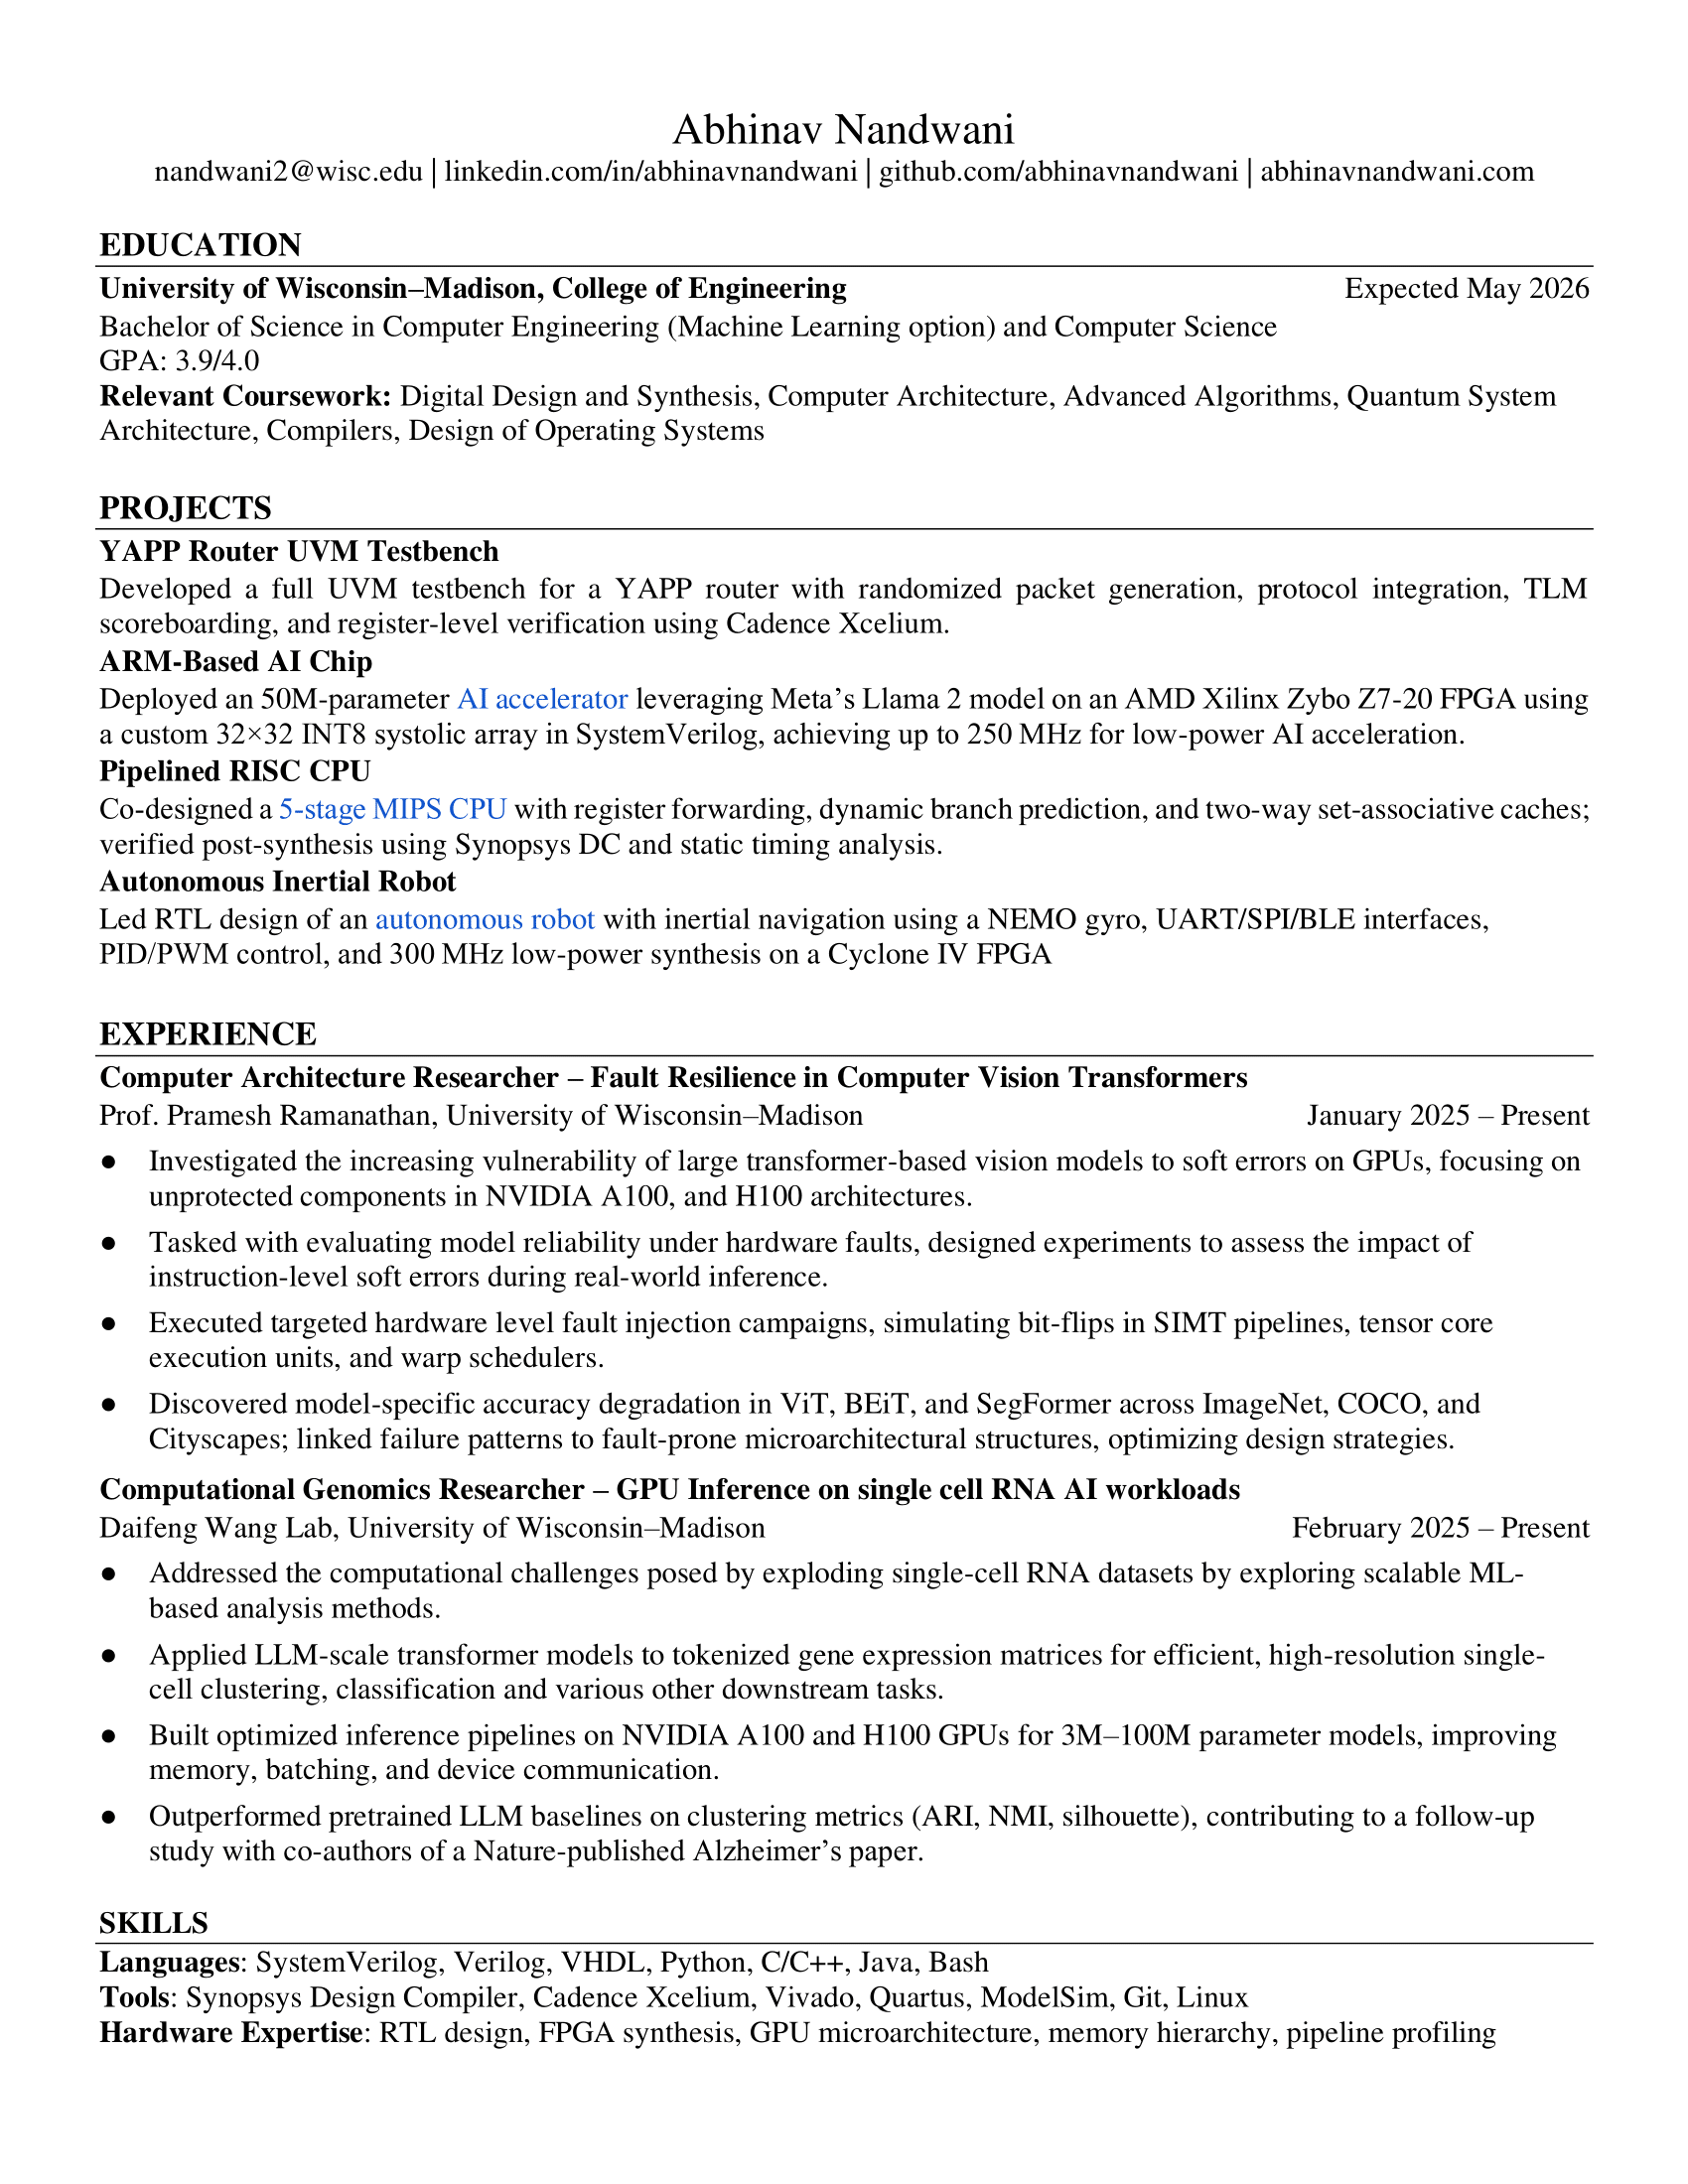 Abhinav Nandwani
nandwani2@wisc.edu | linkedin.com/in/abhinavnandwani | github.com/abhinavnandwani | abhinavnandwani.com
EDUCATION
University of Wisconsin–Madison, College of Engineering Expected May 2026
Bachelor of Science in Computer Engineering (Machine Learning option) and Computer Science
GPA: 3.9/4.0
Relevant Coursework: Digital Design and Synthesis, Computer Architecture, Advanced Algorithms, Quantum System
Architecture, Compilers, Design of Operating Systems
PROJECTS
YAPP Router UVM Testbench
Developed a full UVM testbench for a YAPP router with randomized packet generation, protocol integration, TLM
scoreboarding, and register-level verification using Cadence Xcelium.
ARM-Based AI Chip
Deployed an 50M-parameter AI accelerator leveraging Meta’s Llama 2 model on an AMD Xilinx Zybo Z7-20 FPGA using
a custom 32×32 INT8 systolic array in SystemVerilog, achieving up to 250 MHz for low-power AI acceleration.
Pipelined RISC CPU
Co-designed a 5-stage MIPS CPU with register forwarding, dynamic branch prediction, and two-way set-associative caches;
verified post-synthesis using Synopsys DC and static timing analysis.
Autonomous Inertial Robot
Led RTL design of an autonomous robot with inertial navigation using a NEMO gyro, UART/SPI/BLE interfaces,
PID/PWM control, and 300 MHz low-power synthesis on a Cyclone IV FPGA
EXPERIENCE
Computer Architecture Researcher – Fault Resilience in Computer Vision Transformers
Prof. Pramesh Ramanathan, University of Wisconsin–Madison January 2025 – Present
● Investigated the increasing vulnerability of large transformer-based vision models to soft errors on GPUs, focusing on
unprotected components in NVIDIA A100, and H100 architectures.
● Tasked with evaluating model reliability under hardware faults, designed experiments to assess the impact of
instruction-level soft errors during real-world inference.
● Executed targeted hardware level fault injection campaigns, simulating bit-flips in SIMT pipelines, tensor core
execution units, and warp schedulers.
● Discovered model-specific accuracy degradation in ViT, BEiT, and SegFormer across ImageNet, COCO, and
Cityscapes; linked failure patterns to fault-prone microarchitectural structures, optimizing design strategies.
Computational Genomics Researcher – GPU Inference on single cell RNA AI workloads
Daifeng Wang Lab, University of Wisconsin–Madison February 2025 – Present
● Addressed the computational challenges posed by exploding single-cell RNA datasets by exploring scalable ML-
based analysis methods.
● Applied LLM-scale transformer models to tokenized gene expression matrices for efficient, high-resolution single-
cell clustering, classification and various other downstream tasks.
● Built optimized inference pipelines on NVIDIA A100 and H100 GPUs for 3M–100M parameter models, improving
memory, batching, and device communication.
● Outperformed pretrained LLM baselines on clustering metrics (ARI, NMI, silhouette), contributing to a follow-up
study with co-authors of a Nature-published Alzheimer’s paper.
SKILLS
Languages: SystemVerilog, Verilog, VHDL, Python, C/C++, Java, Bash
Tools: Synopsys Design Compiler, Cadence Xcelium, Vivado, Quartus, ModelSim, Git, Linux
Hardware Expertise: RTL design, FPGA synthesis, GPU microarchitecture, memory hierarchy, pipeline profiling